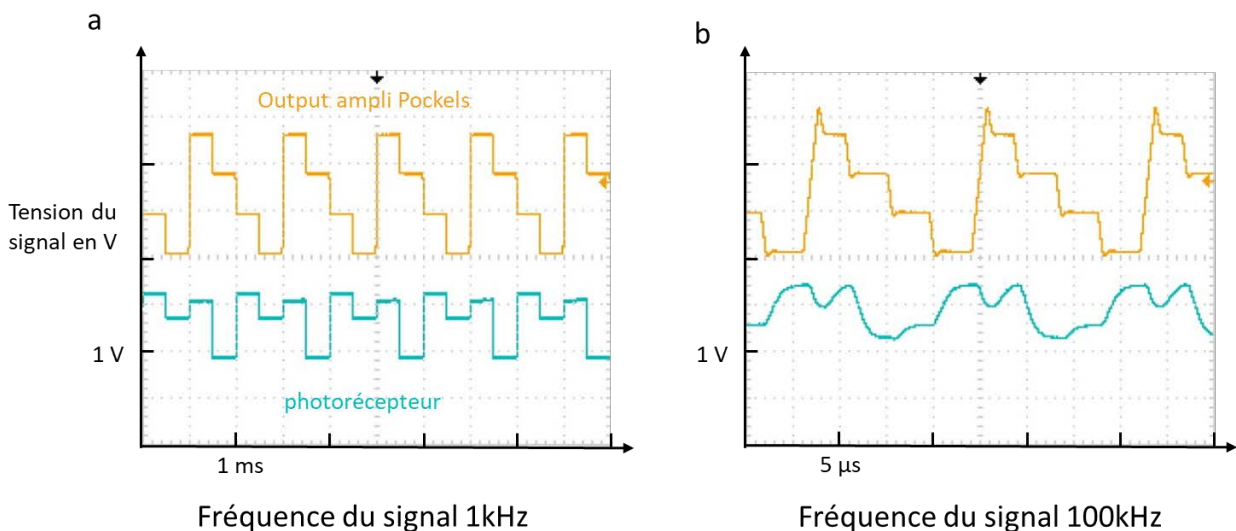 a
Output ampli Pockels
Tension du
signal en V
1 V
photorécepteur
1 ms
Fréquence du signal 1kHz
b
1 V
5 µs
Fréquence du signal 100kHz